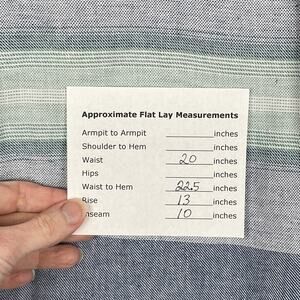 Approximate Flat Lay Measurements
Armpit to Armpit inches
Shoulder to Hem inches
Waist 20 inches
Hips inches
Waist to Hem 22.5 inches
Rise 13 inches
nseam 10 inches